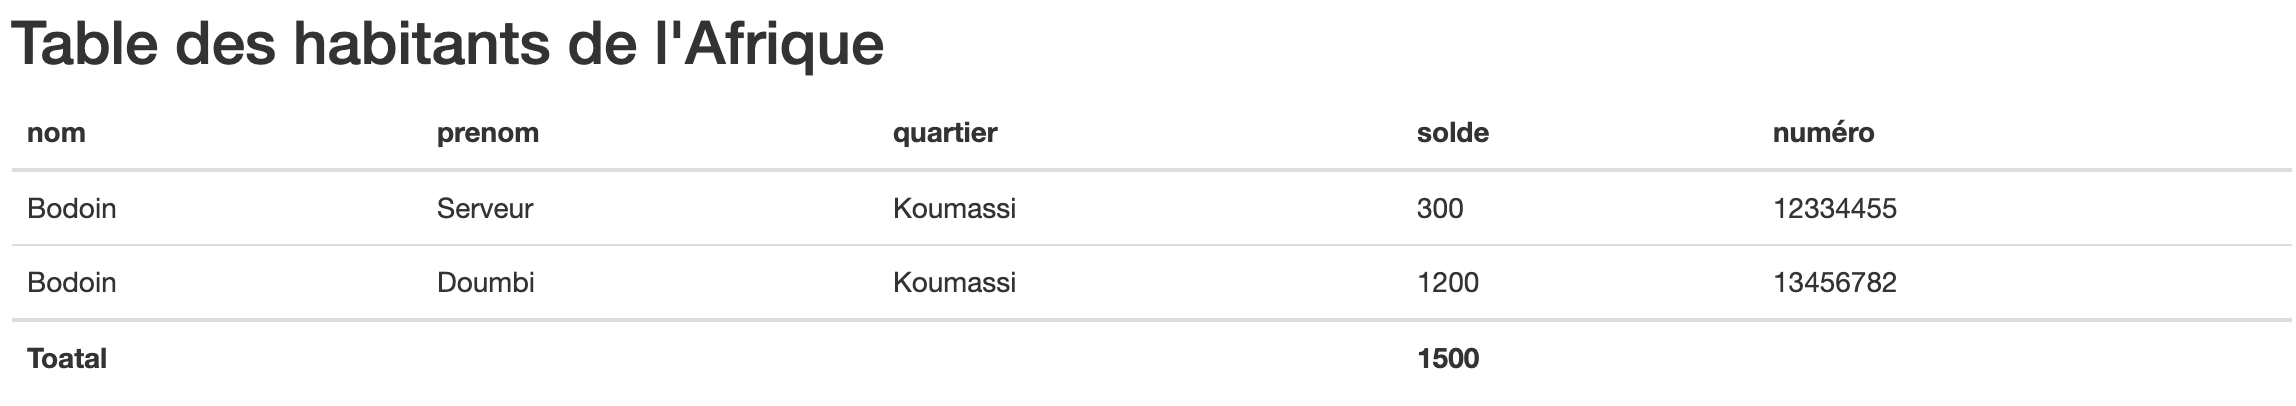 Table des habitants de l'Afrique
nom prenom quartier solde numéro
Bodoin Serveur Koumassi 300 12334455
Bodoin Doumbi Koumassi 1200 13456782
Toatal 1500